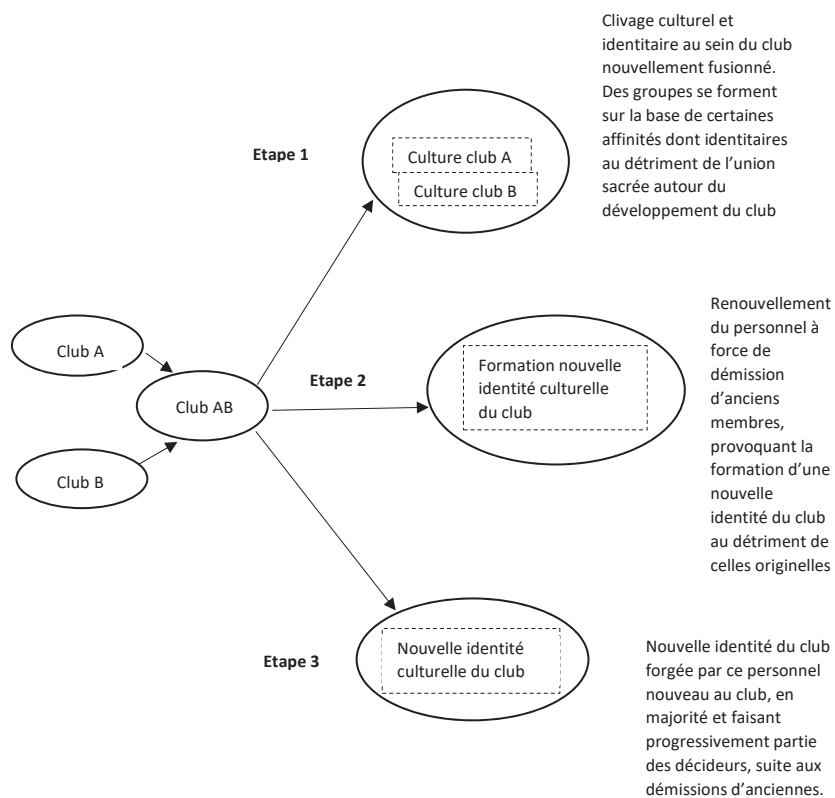 Clivage culturel et
identitaire au sein du club
nouvellement fusionné.
Des groupes se forment
sur la base de certaines
affinités dont identitaires
au détriment de l’union
sacrée autour du
développement du club
Etape 1
Culture club A
Culture club B
Club A
Club B
Club AB
Etape 2
Formation nouvelle
identité culturelle
du club
Renouvellement
du personnel à
force de
démission
d’anciens
membres,
provoquant la
formation d’une
nouvelle
identité du club
au détriment de
celles originelles
Etape 3
Nouvelle identité
culturelle du club
Nouvelle identité du club
forgée par ce personnel
nouveau au club, en
majorité et faisant
progressivement partie
des décideurs, suite aux
démissions d’anciennes.